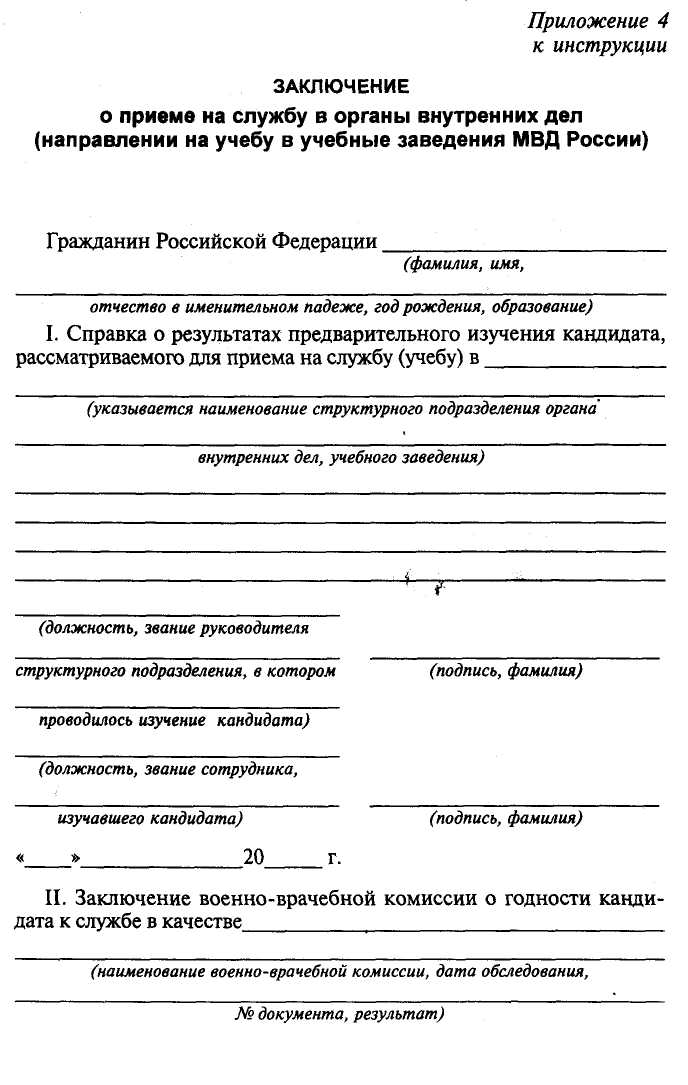 Приложение 4
к инструкции
ЗАКЛЮЧЕНИЕ
о приеме на службу в органы внутренних дел
(направлении на учебу в учебные заведения МВД России)
Гражданин Российской Федерации
(фамилия, имя,
отчество в именительном падеже, год рождения, образование)
I. Справка о результатах предварительного изучения кандидата,
рассматриваемого для приема на службу (учебу) в
(указывается наименование структурного подразделения органа
внутренних дел, учебного заведения)
(должность, звание руководителя
структурного подразделения, в котором (подпись, фамилия)
проводилось изучение кандидата)
(должность, звание сотрудника,
изучавшего кандидата) (подпись, фамилия)
«____»______________20_____ г.
II. Заключение военно-врачебной комиссии о годности канди-
дата к службе в качестве
(наименование военно-врачебной комиссии, дата обследования,
№ документа, результат)